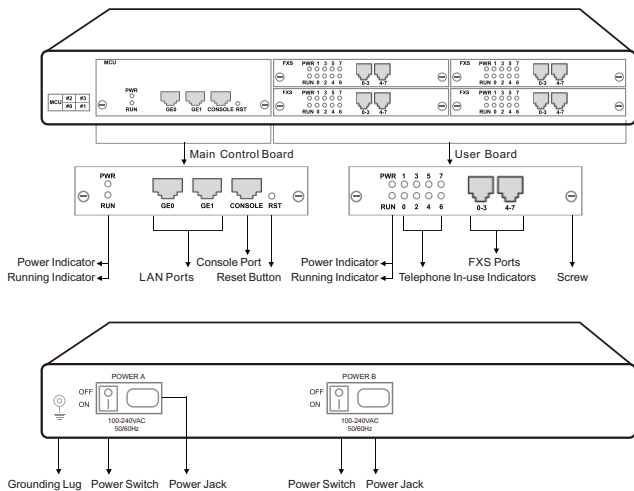 MCU
PWR
RUN
GE0 GE1 CONSOLE RST
FXS PWR 1 3 5 7
RUN 0 2 4 6 0-3 4-7
FXS PWR 1 3 5 7
RUN 0 2 4 6 0-3 4-7
FXS PWR 1 3 5 7
RUN 0 2 4 6 0-3 4-7
FXS PWR 1 3 5 7
RUN 0 2 4 6 0-3 4-7
MCU #2 #3
#0 #1
Main Control Board
User Board
PWR
RUN GE0 GE1 CONSOLE RST
PWR 1 3 5 7
RUN 0 2 4 6 0-3 4-7
Power Indicator
Running Indicator
LAN Ports
Console Port
Reset Button
Power Indicator
Running Indicator
Telephone In-use Indicators
FXS Ports
Screw
POWER A
OFF
ON
100-240VAC
50/60Hz
POWER B
OFF
ON
100-240VAC
50/60Hz
Grounding Lug Power Switch Power Jack Power Switch Power Jack